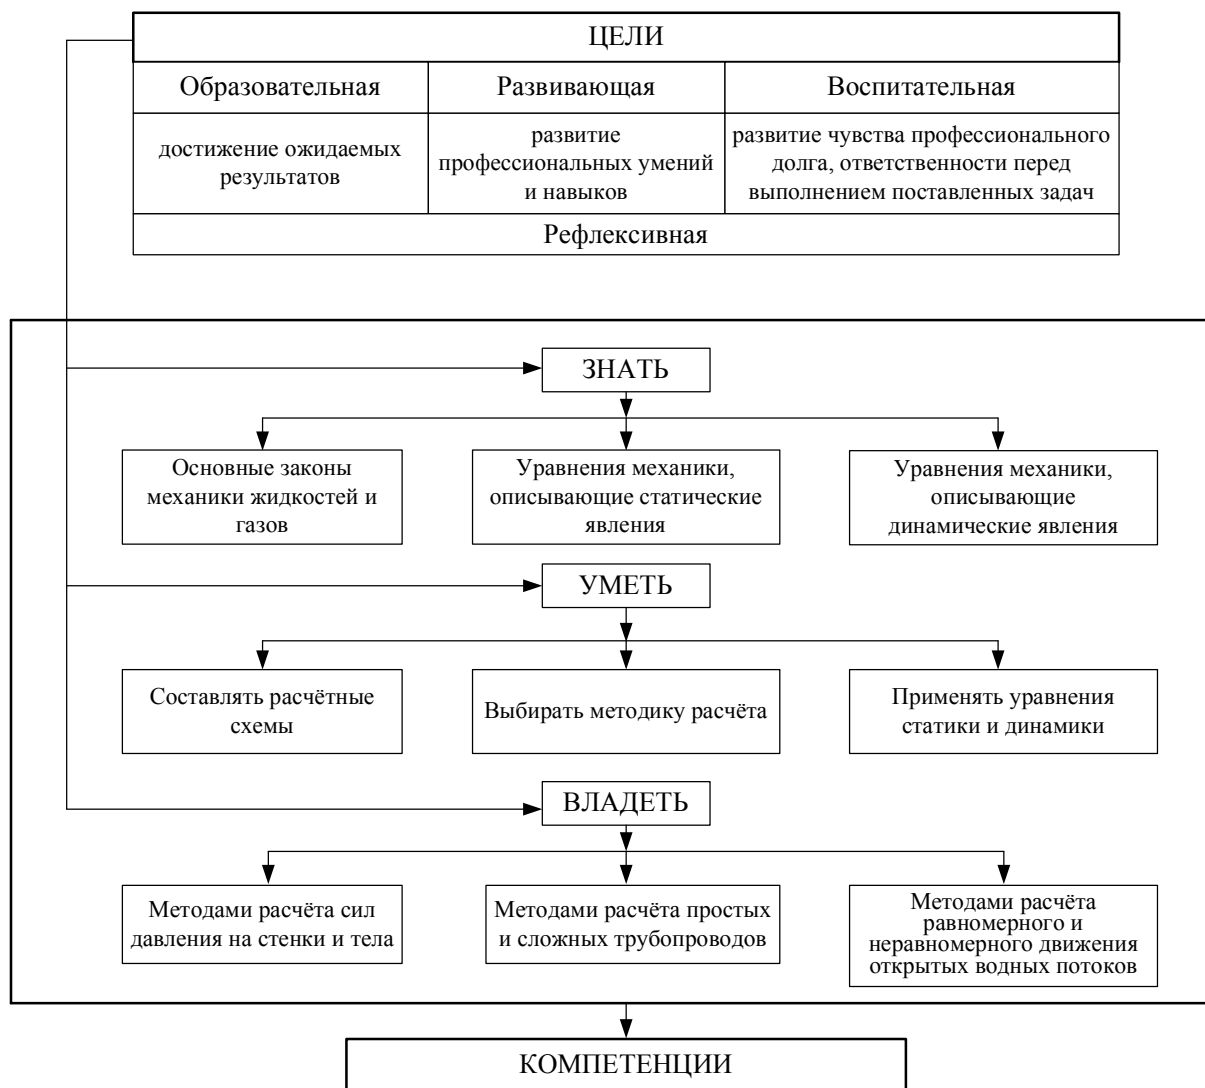 ЦЕЛИ
Образовательная
Развивающая
Воспитательная
достижение ожидаемых
результатов
развитие
профессиональных умений
и навыков
развитие чувства профессионального
долга, ответственности перед
выполнением поставленных задач
Рефлексивная
ЗНАТЬ
Основные законы
механики жидкостей и
газов
Уравнения механики,
описывающие статические
явления
Уравнения механики,
описывающие
динамические явления
УМЕТЬ
Составлять расчётные
схемы
Выбирать методику расчёта
Применять уравнения
статики и динамики
ВЛАДЕТЬ
Методами расчёта сил
давления на стенки и тела
Методами расчёта простых
и сложных трубопроводов
Методами расчёта
равномерного и
неравномерного движения
открытых водных потоков
КОМПЕТЕНЦИИ